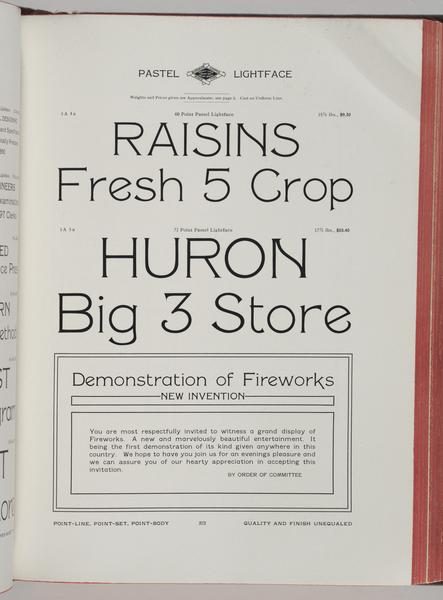 PASTEL LIGHTFACE
Weights and Prices given are Approximate, see page 2. Cast on Uniform Line.
60 Point Pastel Lightface
RAISINS
Fresh 5 Crop
72 Point Pastel Lightface
HURON
Big 3 Store
Demonstration of Fireworks
NEW INVENTION
You are most respectfully invited to witness a grand display of
Fireworks. A new and marvelously beautiful entertainment. It
being the first demonstration of its kind given anywhere in this
country. We hope to have you join us for an evenings pleasure and
we can assure you of our hearty appreciation in accepting this
invitation.
BY ORDER OF COMMITTEE
POINT-LINE, POINT-SET, POINT-BODY
QUALITY AND FINISH UNEQUALED